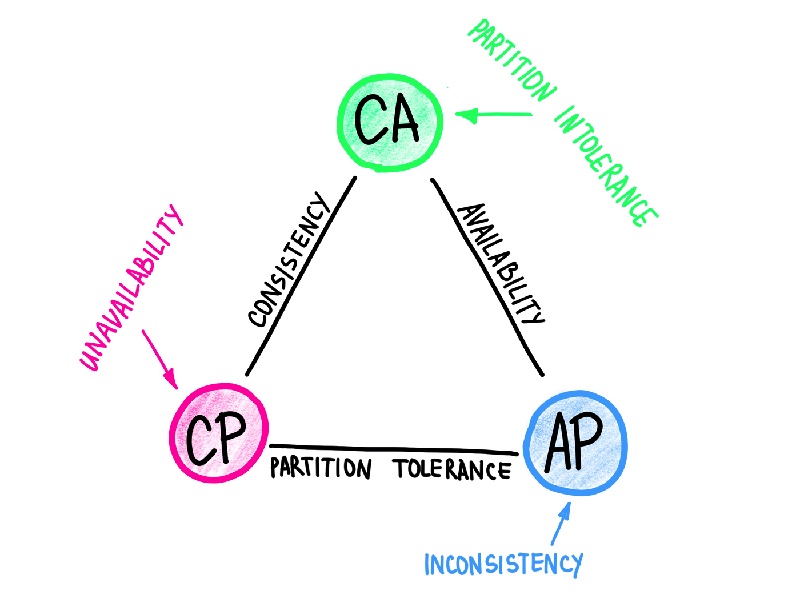 PARTITION INTOLERANCE
CA
UNAVAILABILITY
CONSISTENCY
AVAILABILITY
CP
AP
PARTITION TOLERANCE
INCONSISTENCY